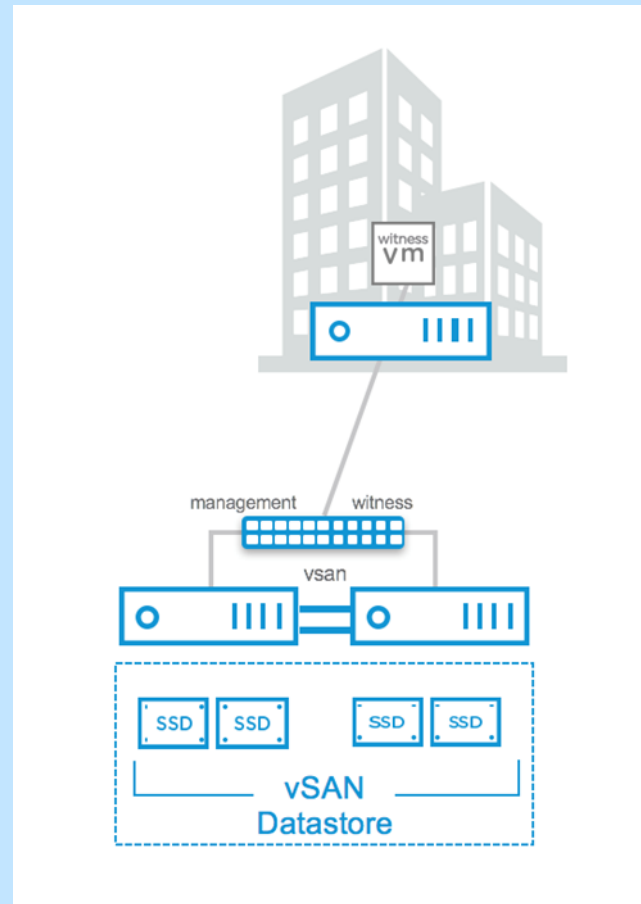 witness
vm
management witness
vsan
SSD SSD SSD SSD
vSAN
Datastore